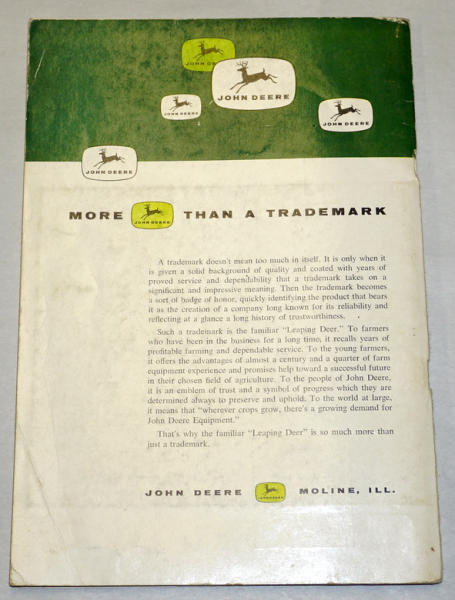 JOHN DEERE
JOHN DEERE
JOHN DEERE
JOHN DEERE
JOHN DEERE
MORE JOHN DEERE THAN A TRADEMARK
A trademark doesn't mean too much in itself. It is only when it
is given a solid background of quality and coated with years of
proved service and dependability that a trademark takes on a
significant and impressive meaning. Then the trademark becomes
a sort of badge of honor, quickly identifying the product that bears
it as the creation of a company long known for its reliability and
reflecting at a glance a long history of trustworthiness.
Such a trademark is the familiar "Leaping Deer." To farmers
who have been in the business for a long time, it recalls years of
profitable farming and dependable service. To the young farmers,
it offers the advantages of almost a century and a quarter of farm
equipment experience and promises help toward a successful future
in their chosen field of agriculture. To the people of John Deere,
it is an emblem of trust and a symbol of progress which they are
determined always to preserve and uphold. To the world at large,
it means that "wherever crops grow, there's a growing demand for
John Deere Equipment."
That's why the familiar "Leaping Deer" is so much more than
just a trademark.
JOHN DEERE JOHN DEERE MOLINE, ILL.